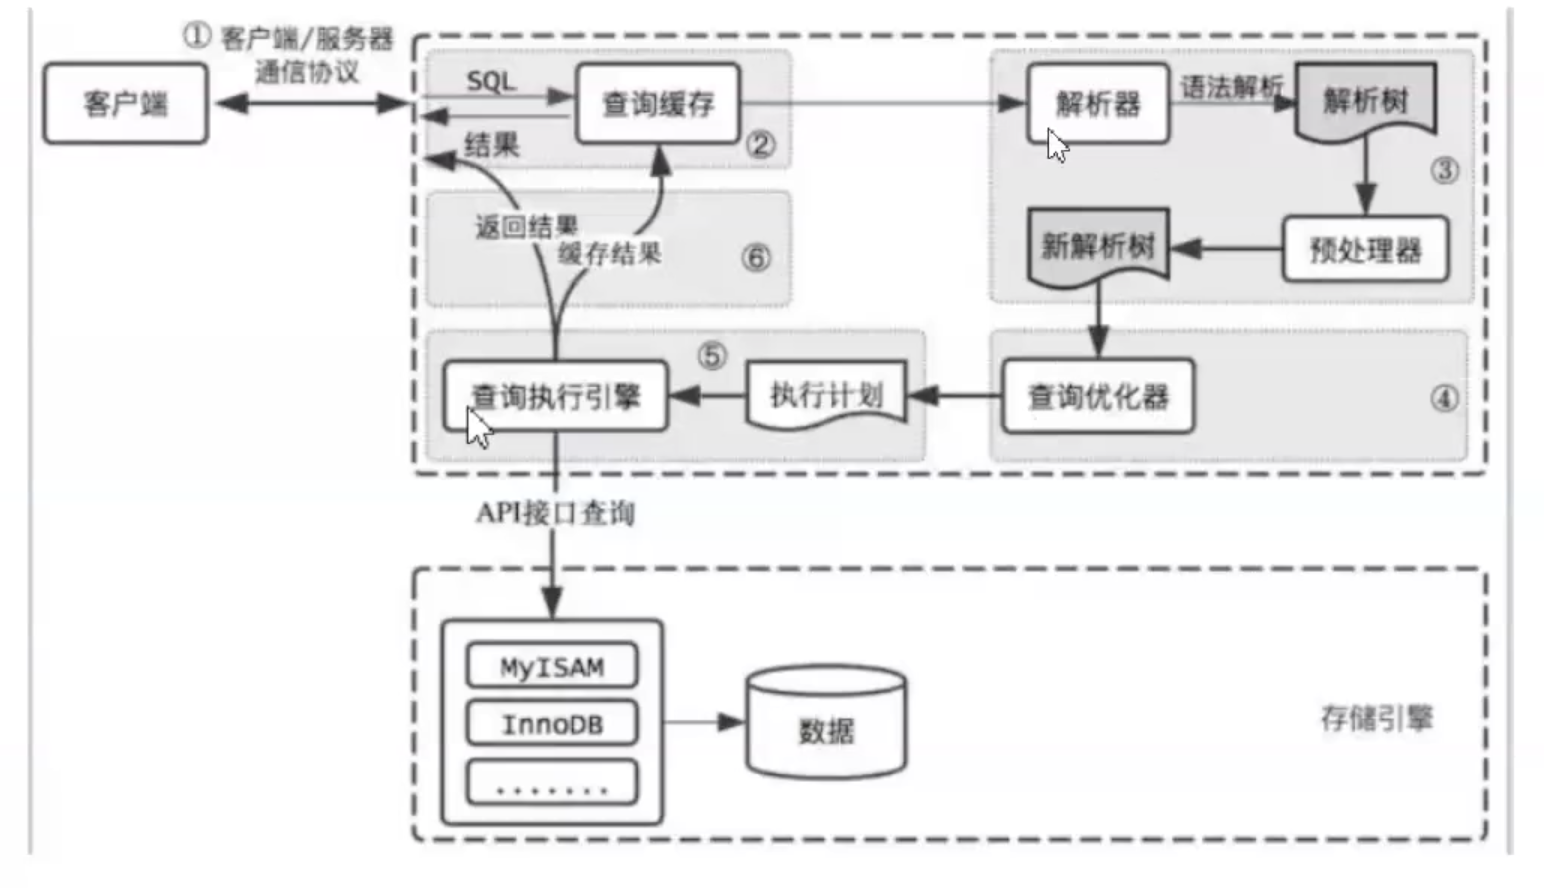 ① 客户端/服务器
通信协议
客户端
SQL
查询缓存
结果
②
解析器
语法解析
解析树
③
预处理器
新解析树
返回结果
缓存结果
⑥
查询执行引擎
⑤
执行计划
查询优化器
④
API接口查询
MyISAM
InnoDB
.......
数据
存储引擎